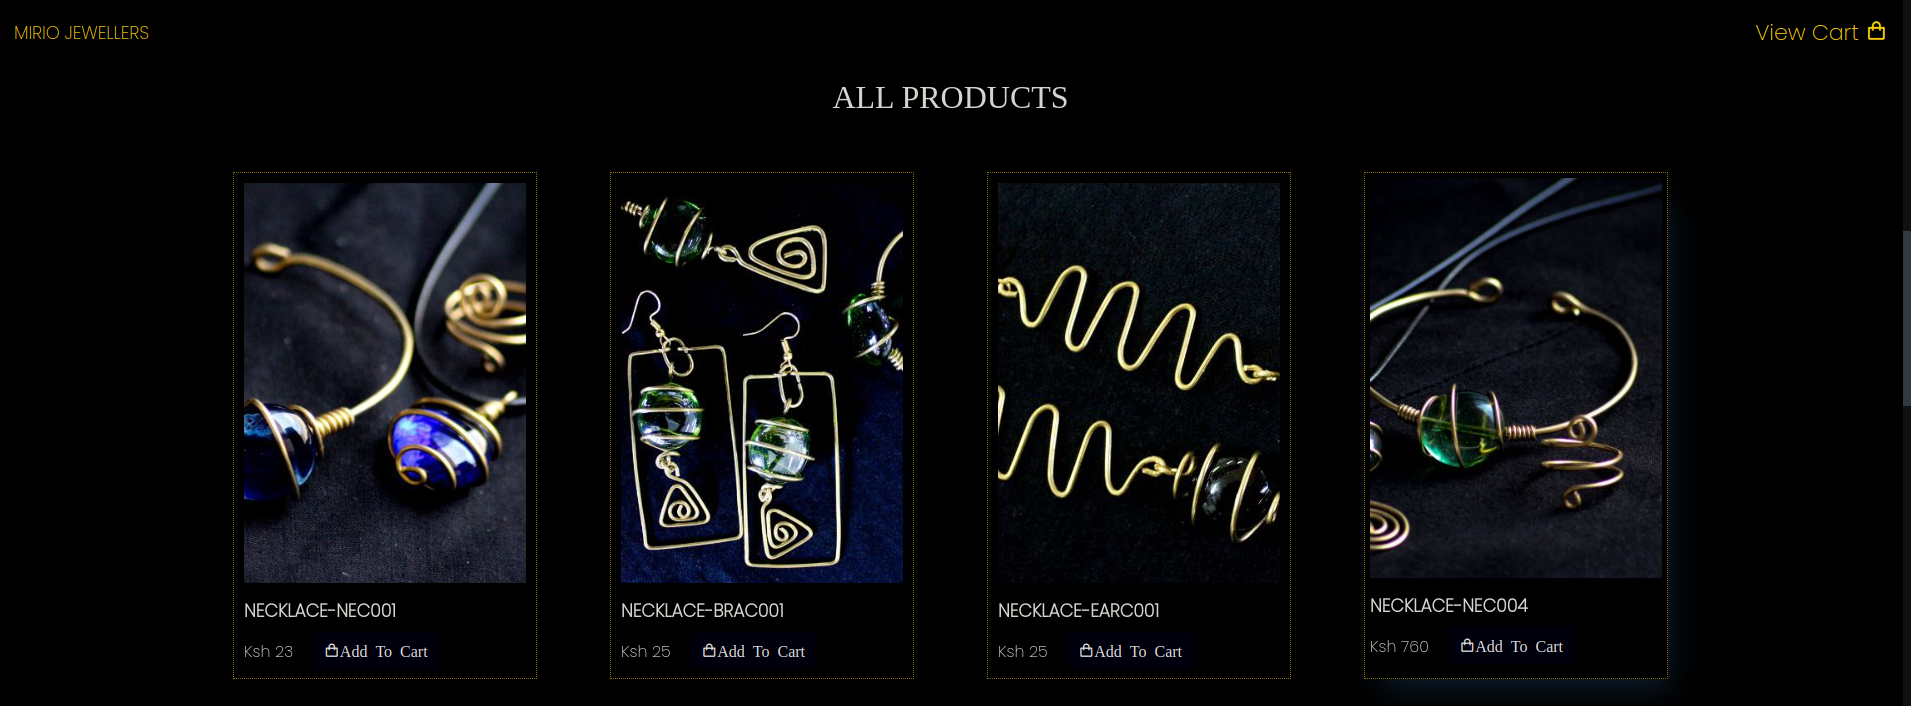 MIRIO JEWELLERS
View Cart
ALL PRODUCTS
NECKLACE-NEC001
Ksh 23
Add To Cart
NECKLACE-BRAC001
Ksh 25
Add To Cart
NECKLACE-EARC001
Ksh 25
Add To Cart
NECKLACE-NEC004
Ksh 760
Add To Cart